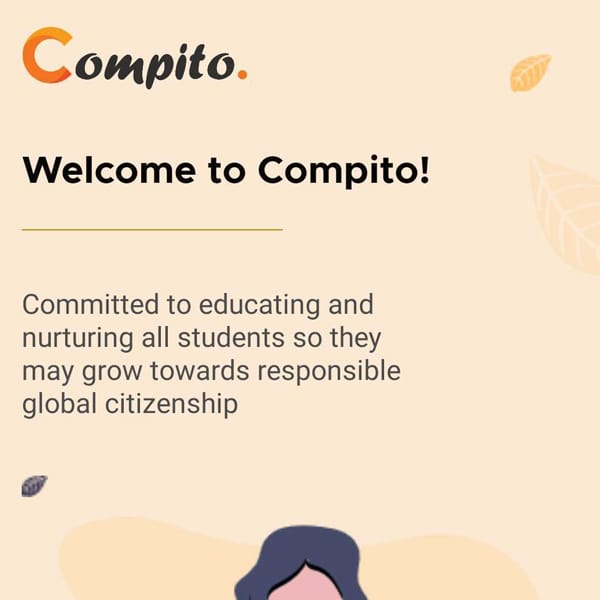 Compito.
Welcome to Compito!
Committed to educating and
nurturing all students so they
may grow towards responsible
global citizenship